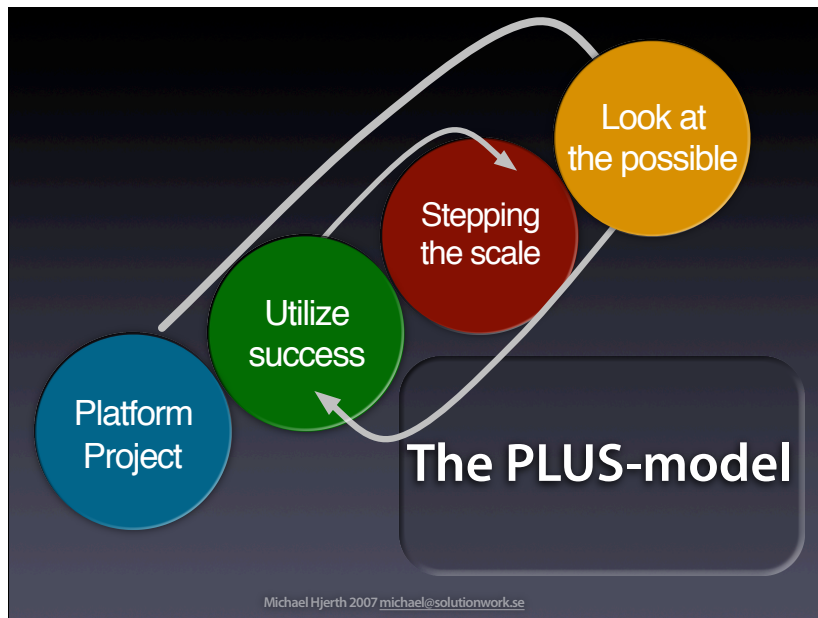 Look at
the possible
Stepping
the scale
Utilize
success
Platform
Project
The PLUS-model
Michael Hjerth 2007 michael@solutionwork.se